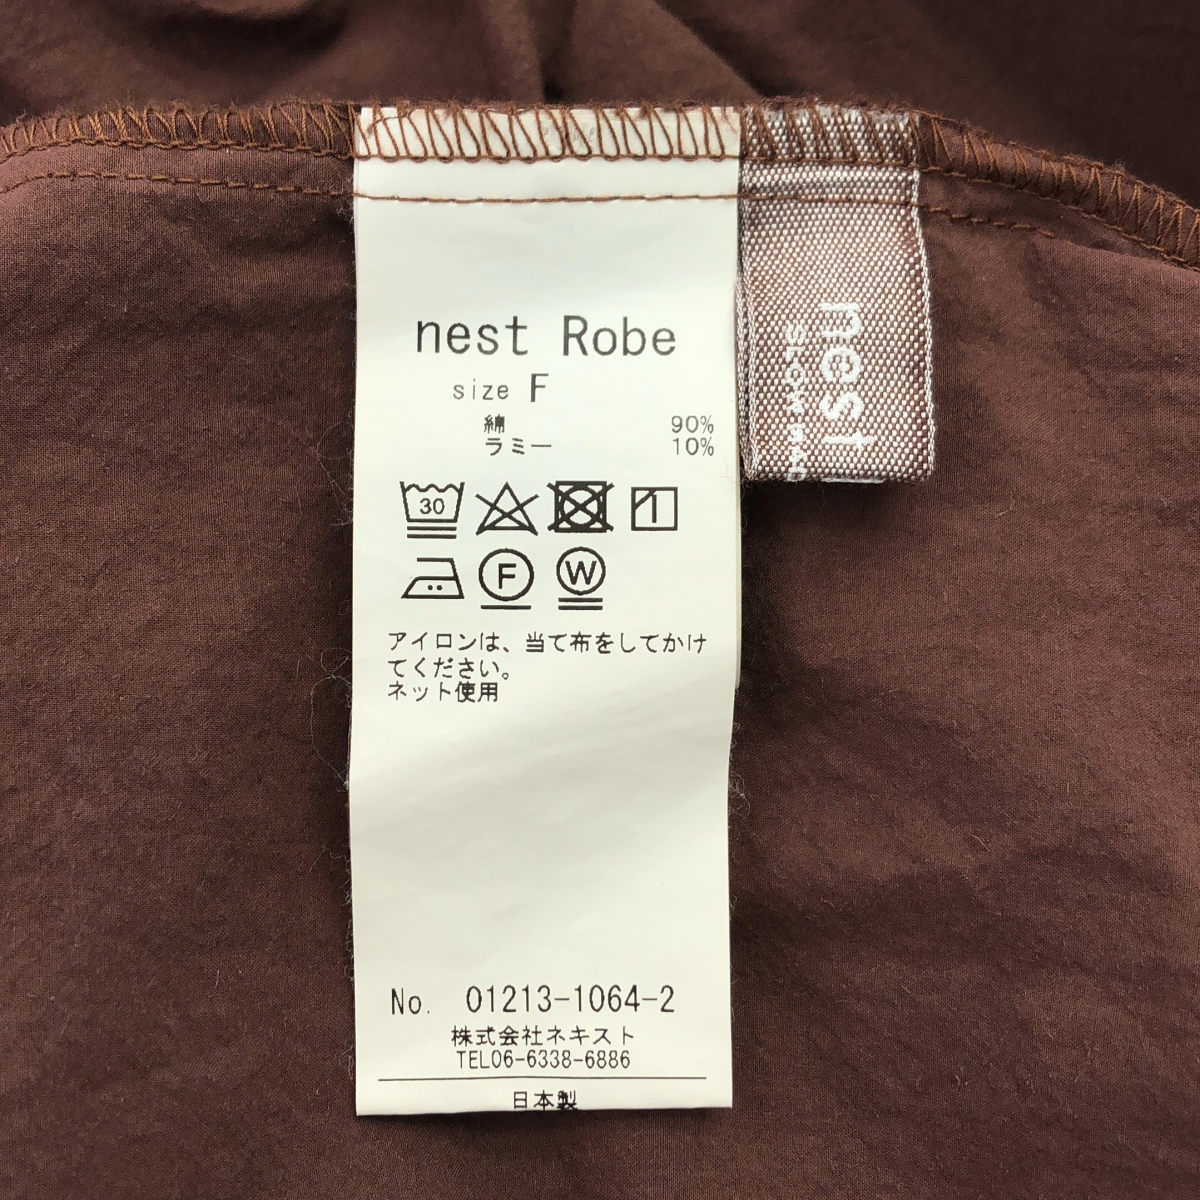 nest Robe
size F
綿 90%
ラミー 10%
30
1
F W
アイロンは、当て布をしてかけ
てください。
ネット使用
No. 01213-1064-2
株式会社ネキスト
TEL06-6338-6886
日本製
nest
SLOW